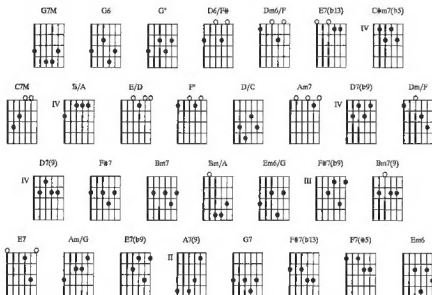 G7M G6 G° D6/F# Dm6/F E7(b13) C#m7(b5)
IV
C7M B/A E/D F° D/C Am7 D7(b9) Dm/F
IV IV
D7(9) F#7 Bm7 Bm/A Em6/G F#7(b9) Bm7(9)
IV III
E7 Am/G E7(b9) A7(9) G7 F#7(b13) F7(#5) Em6
II